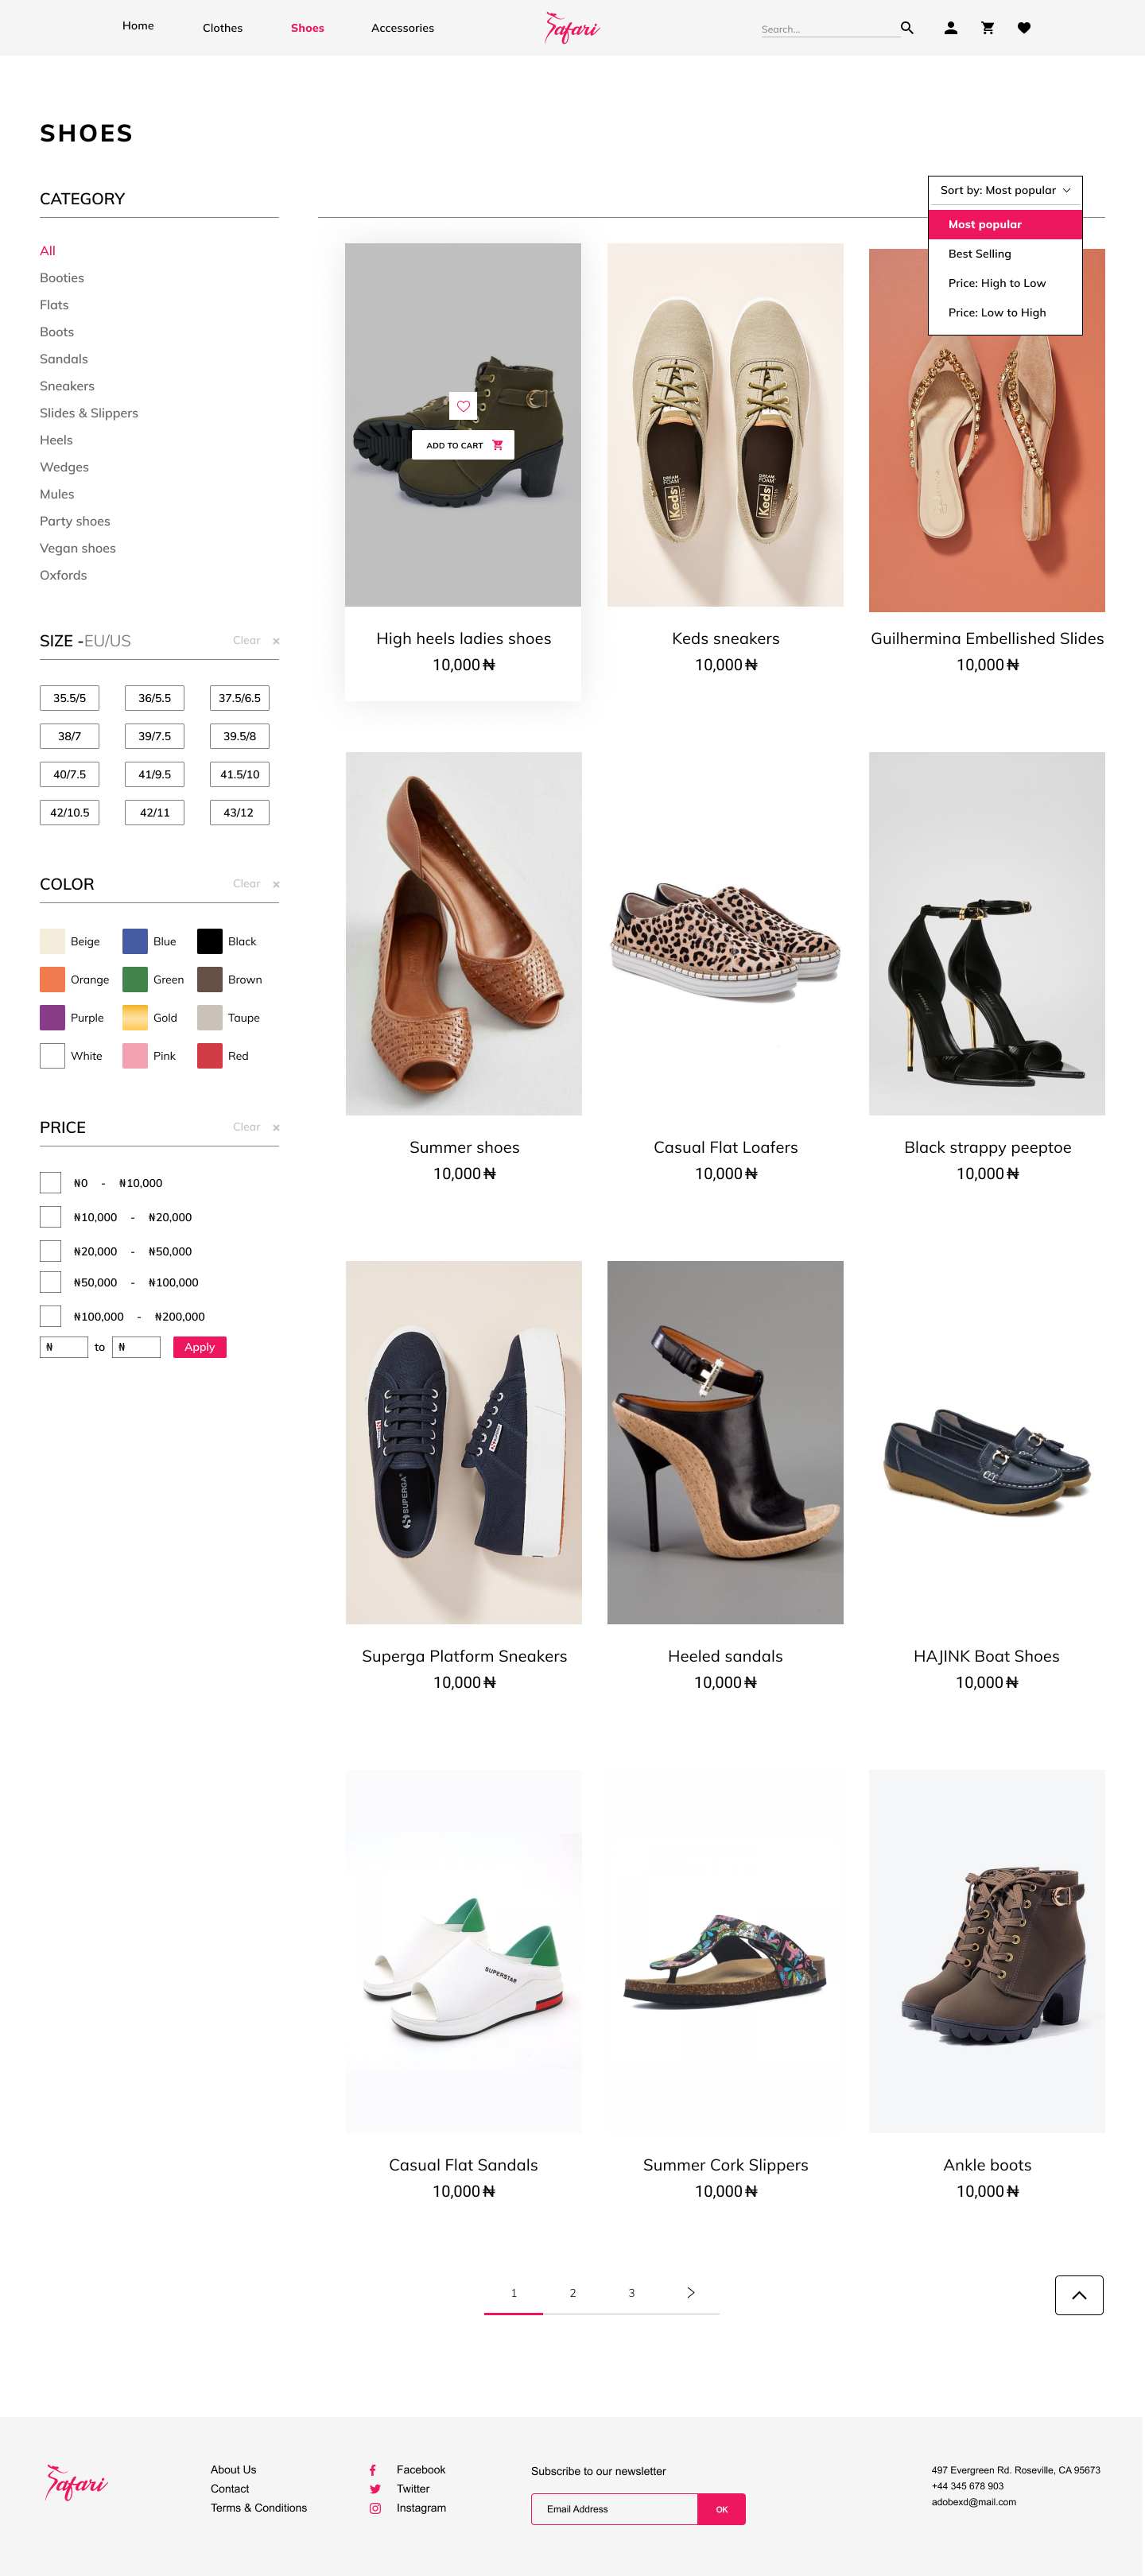 Home
Clothes
Shoes
Accessories
Safari
Search...
SHOES
CATEGORY
Sort by: Most popular
Most popular
Best Selling
Price: High to Low
Price: Low to High
All
Booties
Flats
Boots
Sandals
Sneakers
Slides & Slippers
Heels
Wedges
Mules
Party shoes
Vegan shoes
Oxfords
SIZE -EU/US Clear ×
35.5/5 36/5.5 37.5/6.5
38/7 39/7.5 39.5/8
40/7.5 41/9.5 41.5/10
42/10.5 42/11 43/12
COLOR Clear ×
Beige Blue Black
Orange Green Brown
Purple Gold Taupe
White Pink Red
PRICE Clear ×
₦0 - ₦10,000
₦10,000 - ₦20,000
₦20,000 - ₦50,000
₦50,000 - ₦100,000
₦100,000 - ₦200,000
₦ to ₦ Apply
ADD TO CART
High heels ladies shoes
10,000 ₦
DREAM
FOAM
Keds
DREAM
FOAM
Keds
Keds sneakers
10,000 ₦
Guilhermina Embellished Slides
10,000 ₦
Summer shoes
10,000 ₦
Casual Flat Loafers
10,000 ₦
Black strappy peeptoe
10,000 ₦
SUPERGA
Superga Platform Sneakers
10,000 ₦
Heeled sandals
10,000 ₦
HAJINK Boat Shoes
10,000 ₦
SUPERSTAR
Casual Flat Sandals
10,000 ₦
Summer Cork Slippers
10,000 ₦
Ankle boots
10,000 ₦
1 2 3
Safari
About Us
Contact
Terms & Conditions
Facebook
Twitter
Instagram
Subscribe to our newsletter
Email Address OK
497 Evergreen Rd. Roseville, CA 95673
+44 345 678 903
adobexd@mail.com